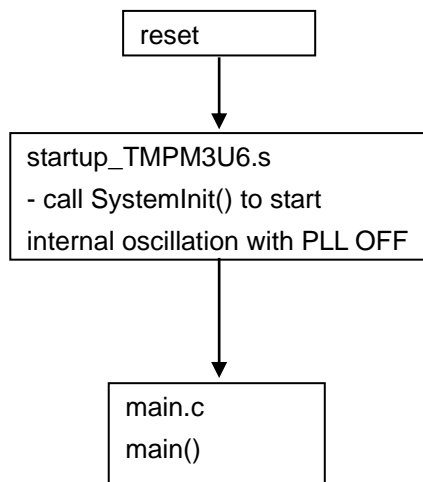 reset
startup_TMPM3U6.s
- call SystemInit() to start
internal oscillation with PLL OFF
main.c
main()